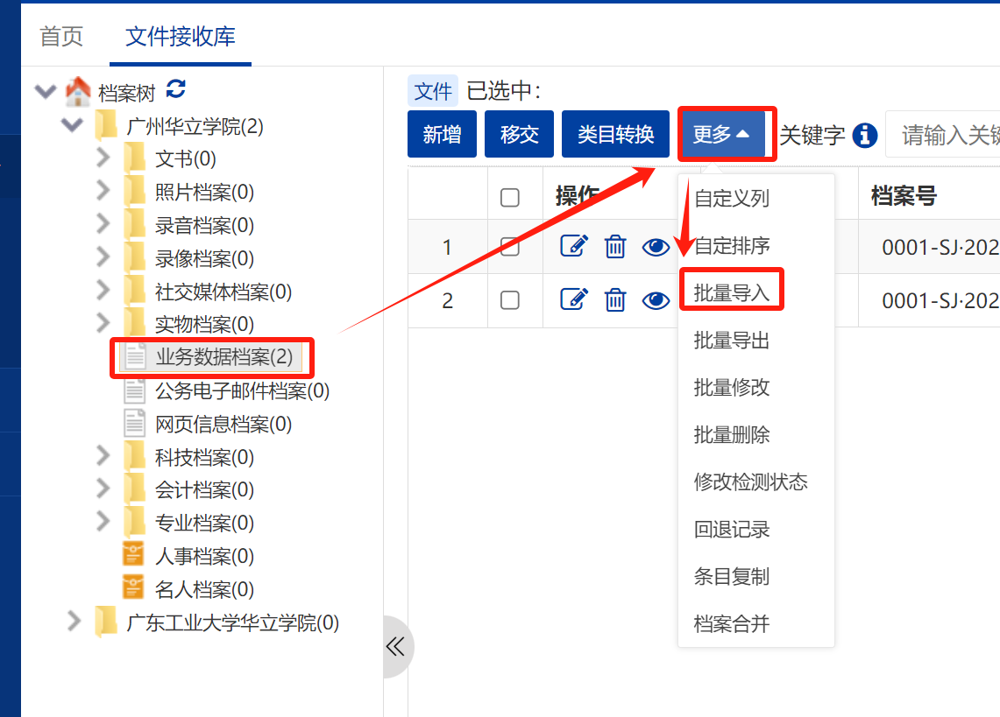 首页 文件接收库
档案树
广州华立学院(2)
文书(0)
照片档案(0)
录音档案(0)
录像档案(0)
社交媒体档案(0)
实物档案(0)
业务数据档案(2)
公务电子邮件档案(0)
网页信息档案(0)
科技档案(0)
会计档案(0)
专业档案(0)
人事档案(0)
名人档案(0)
广东工业大学华立学院(0)
文件 已选中:
新增 移交 类目转换 更多 关键字 请输入关键
操作 档案号
1 0001-SJ·202
2 0001-SJ·202
自定义列
自定排序
批量导入
批量导出
批量修改
批量删除
修改检测状态
回退记录
条目复制
档案合并